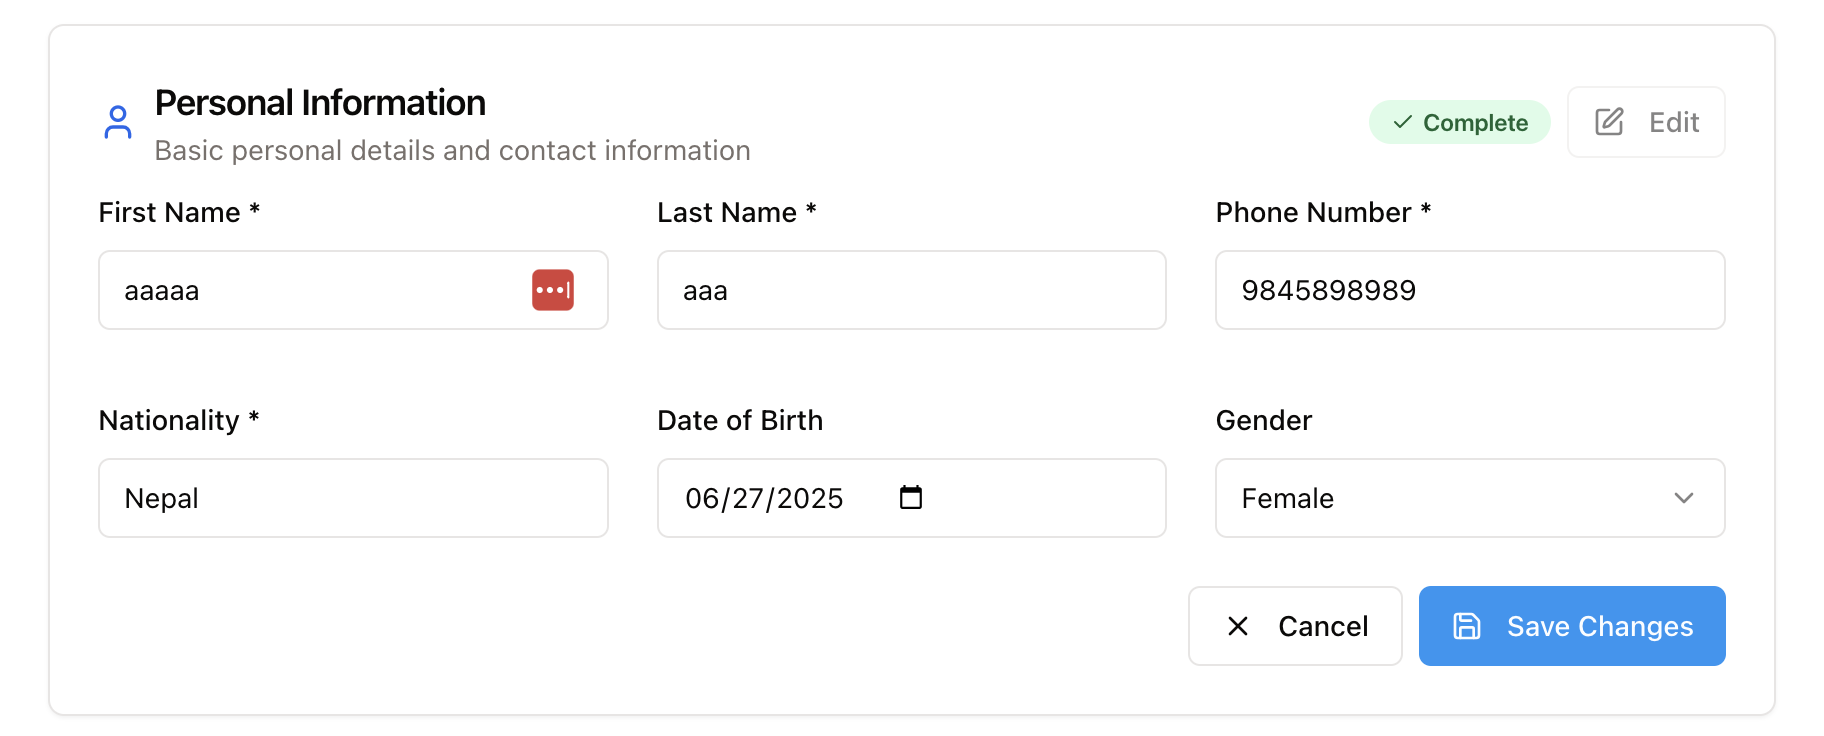 Personal Information
Basic personal details and contact information
Complete
Edit
First Name *
Last Name *
Phone Number *
aaaaa
aaa
9845898989
Nationality *
Date of Birth
Gender
Nepal
06/27/2025
Female
Cancel
Save Changes